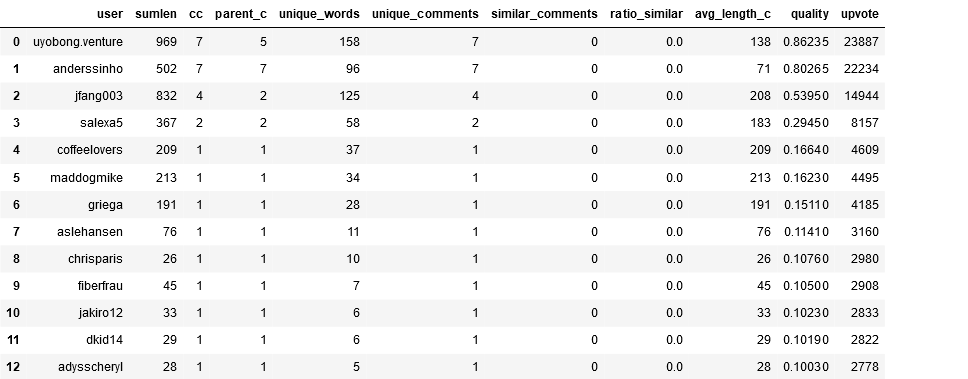 user sumlen cc parent_c unique_words unique_comments similar_comments ratio_similar avg_length_c quality upvote
0 uyobong.venture 969 7 5 158 7 0 0.0 138 0.86235 23887
1 anderssinho 502 7 7 96 7 0 0.0 71 0.80265 22234
2 jfang003 832 4 2 125 4 0 0.0 208 0.53950 14944
3 salexa5 367 2 2 58 2 0 0.0 183 0.29450 8157
4 coffeelovers 209 1 1 37 1 0 0.0 209 0.16640 4609
5 maddogmike 213 1 1 34 1 0 0.0 213 0.16230 4495
6 griega 191 1 1 28 1 0 0.0 191 0.15110 4185
7 aslehansen 76 1 1 11 1 0 0.0 76 0.11410 3160
8 chrisparis 26 1 1 10 1 0 0.0 26 0.10760 2980
9 fiberfrau 45 1 1 7 1 0 0.0 45 0.10500 2908
10 jakiro12 33 1 1 6 1 0 0.0 33 0.10230 2833
11 dkid14 29 1 1 6 1 0 0.0 29 0.10190 2822
12 adysscheryl 28 1 1 5 1 0 0.0 28 0.10030 2778